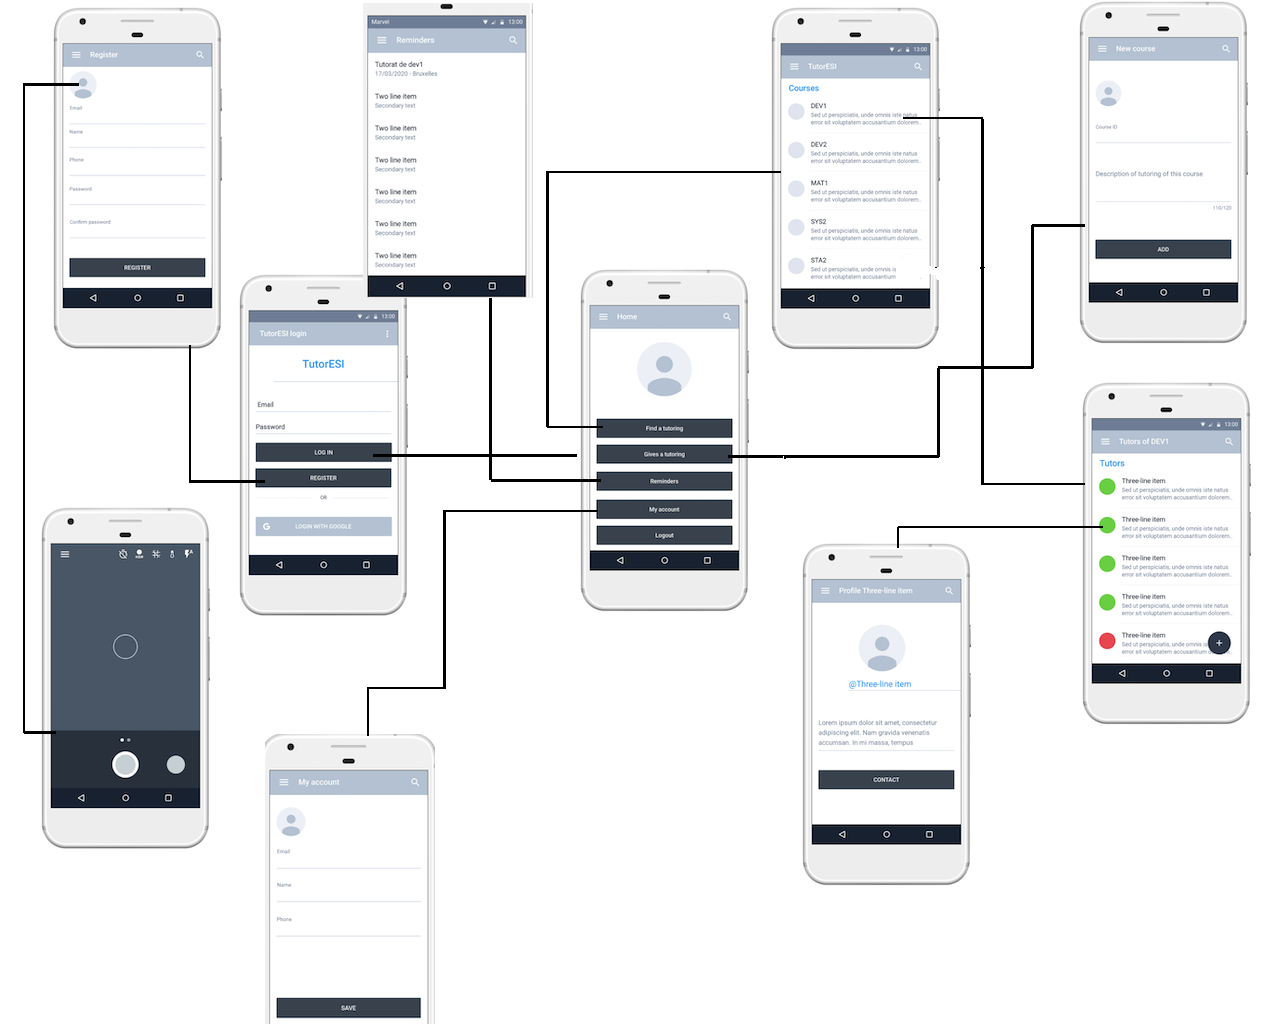 Register
Email
Name
Phone
Password
Confirm password
REGISTER
Marvel
13:00
Reminders
Tutorat de dev1
17/03/2020 - Bruxelles
Two line item
Secondary text
Two line item
Secondary text
Two line item
Secondary text
Two line item
Secondary text
Two line item
Secondary text
Two line item
Secondary text
13:00
TutorESI
Courses
DEV1
Sed ut perspiciatis, unde omnis iste natus
error sit voluptatem accusantium dolorem..
DEV2
Sed ut perspiciatis, unde omnis iste natus
error sit voluptatem accusantium dolorem..
MAT1
Sed ut perspiciatis, unde omnis iste natus
error sit voluptatem accusantium dolorem..
SYS2
Sed ut perspiciatis, unde omnis iste natus
error sit voluptatem accusantium dolorem..
STA2
Sed ut perspiciatis, unde omnis is
error sit voluptatem accusantium
New course
Course ID
Description of tutoring of this course
110/120
ADD
13:00
TutorESI login
TutorESI
Email
Password
LOG IN
REGISTER
OR
G LOGIN WITH GOOGLE
Home
Find a tutoring
Gives a tutoring
Reminders
My account
Logout
13:00
Tutors of DEV1
Tutors
Three-line item
Sed ut perspiciatis, unde omnis iste natus
error sit voluptatem accusantium dolorem..
Three-line item
Sed ut perspiciatis, unde omnis iste natus
error sit voluptatem accusantium dolorem..
Three-line item
Sed ut perspiciatis, unde omnis iste natus
error sit voluptatem accusantium dolorem..
Three-line item
Sed ut perspiciatis, unde omnis iste natus
error sit voluptatem accusantium dolorem..
Three-line item
Sed ut perspiciatis, unde omnis
error sit voluptatem accusantium
Profile Three-line item
@Three-line item
Lorem ipsum dolor sit amet, consectetur
adipiscing elit. Nam gravida venenatis
accumsan. In mi massa, tempus
CONTACT
My account
Email
Name
Phone
SAVE